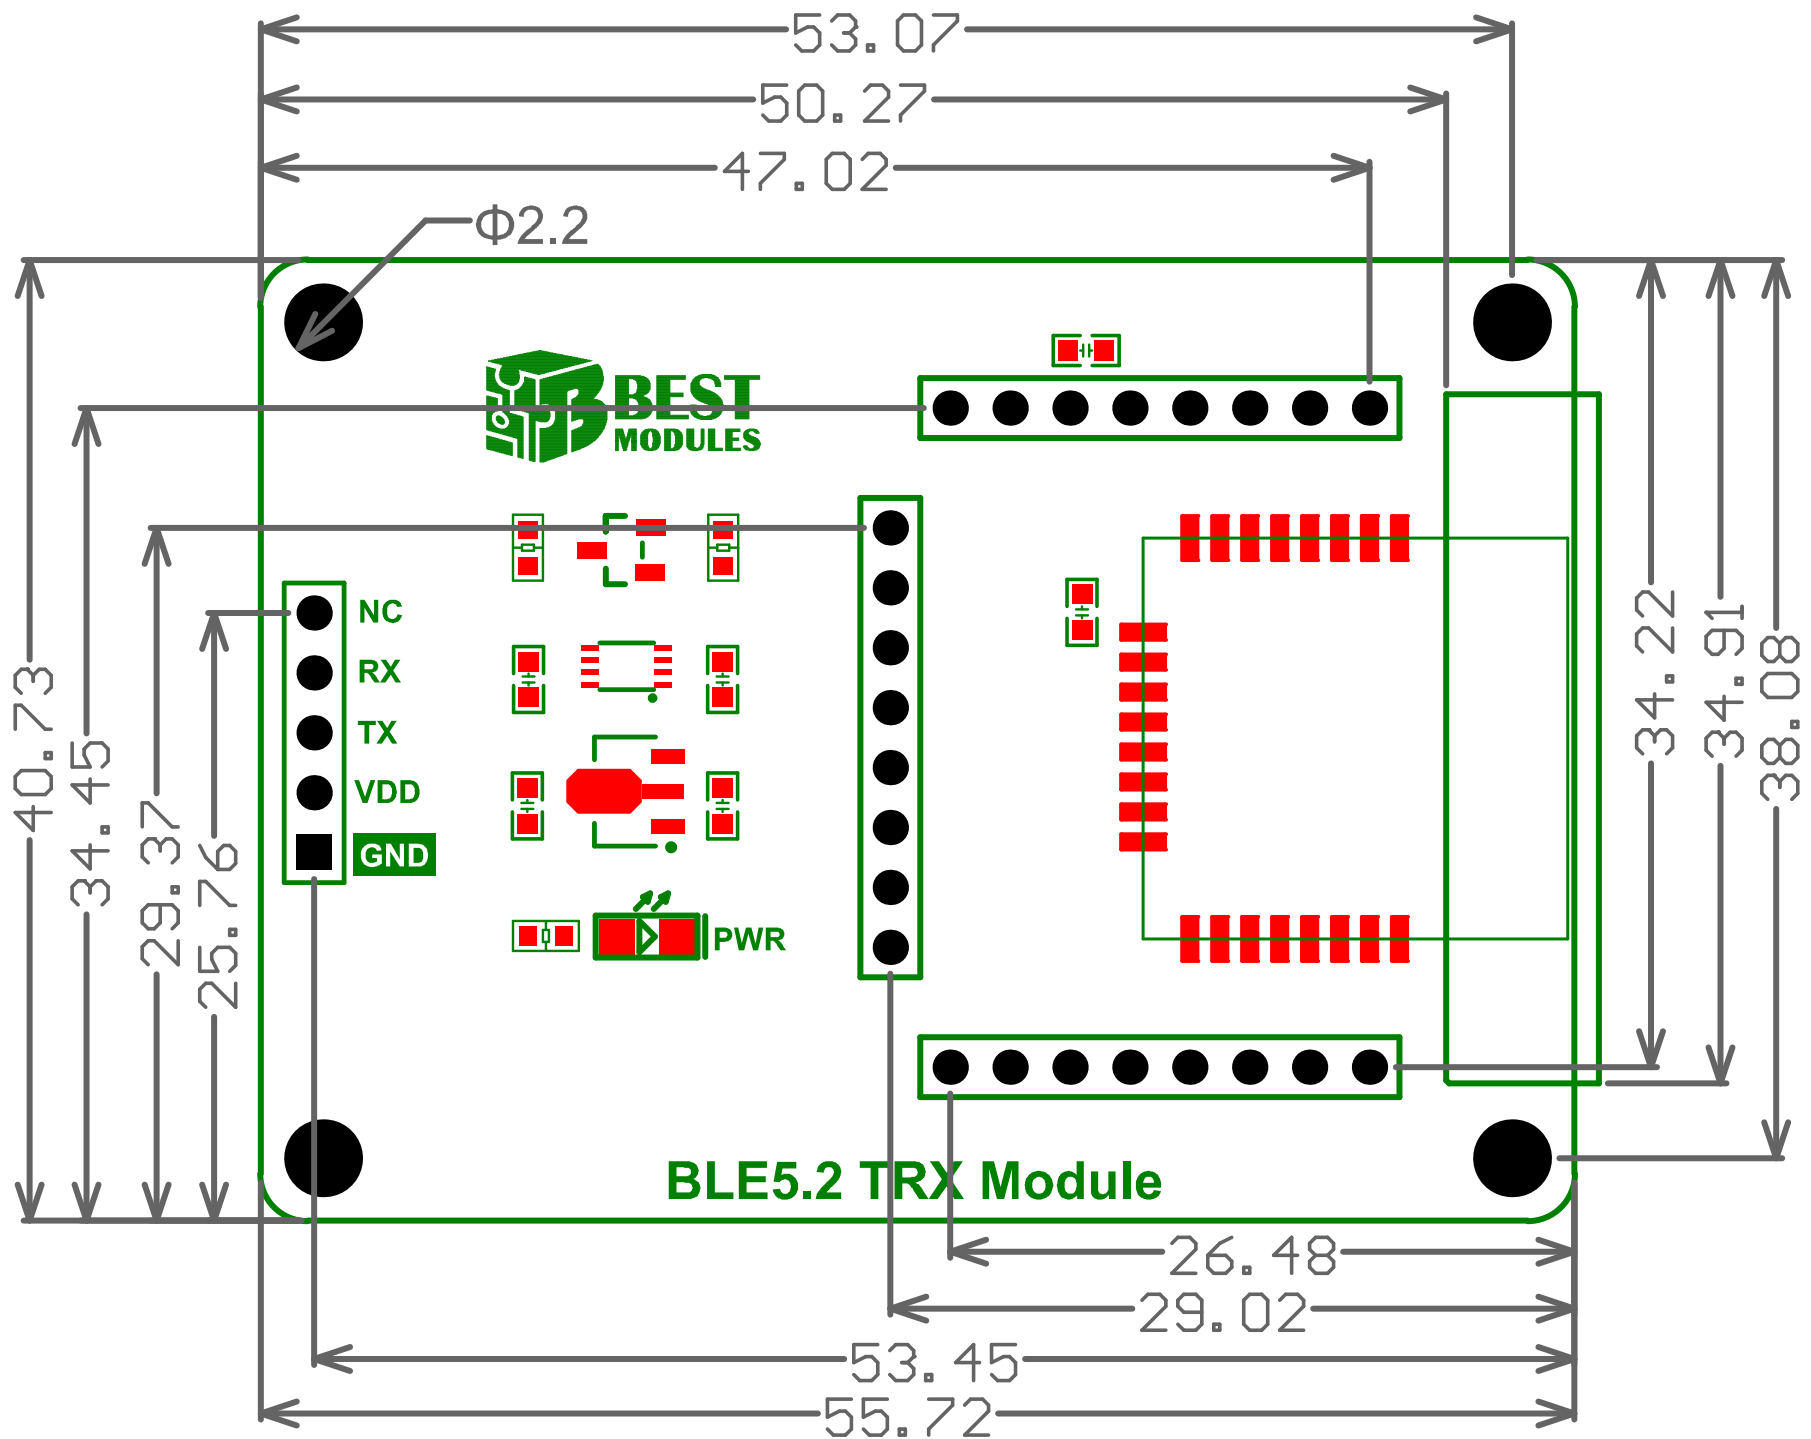 53.07
50.27
47.02
Φ2.2
BEST
MODULES
40.73
34.45
29.37
25.76
NC
RX
TX
VDD
GND
PWR
34.22
34.91
38.08
BLE5.2 TRX Module
26.48
29.02
53.45
55.72